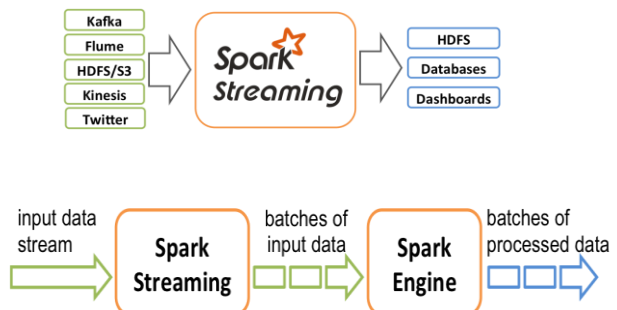 Kafka
Flume
HDFS/S3
Kinesis
Twitter
Spark
Streaming
HDFS
Databases
Dashboards
input data
stream
Spark
Streaming
batches of
input data
Spark
Engine
batches of
processed data